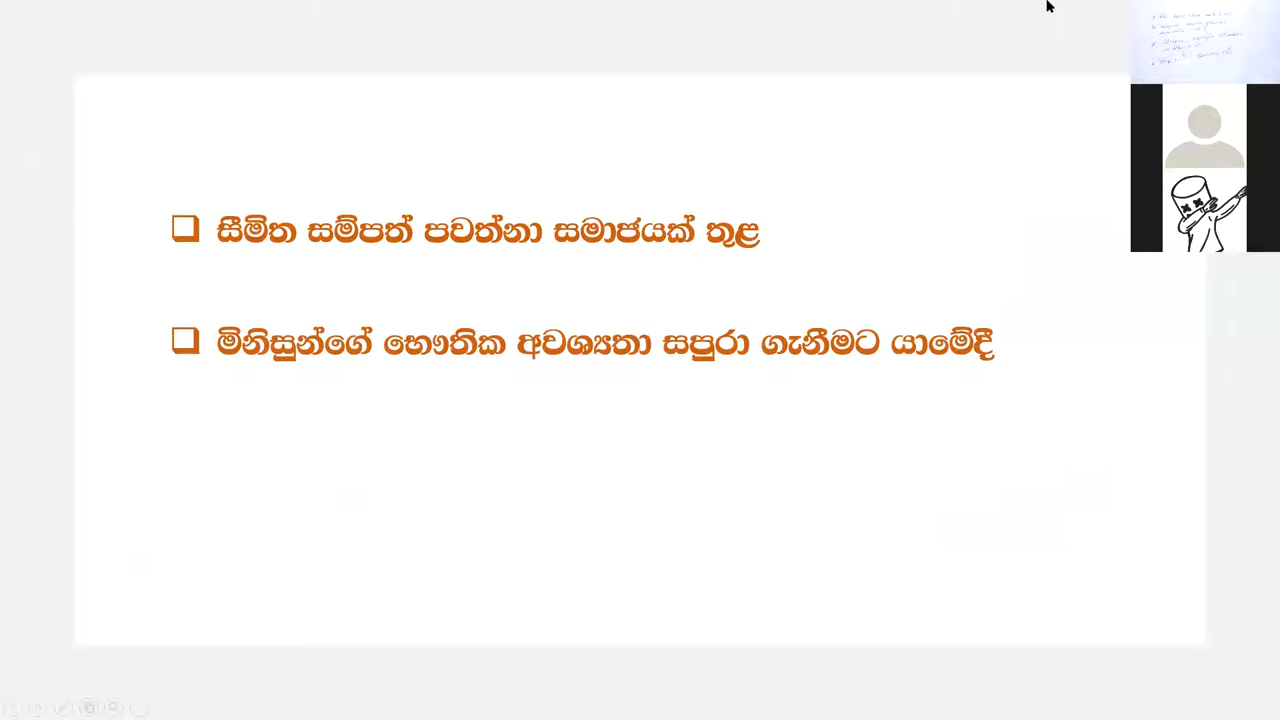 සීමිත සම්පත් පවත්නා සමාජයක් තුළ
මිනිසුන්ගේ භෞතික අවශ්‍යතා සපුරා ගැනීමට යාමේදී